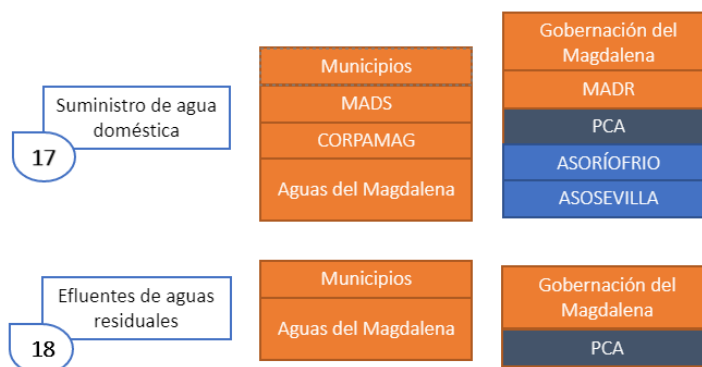 Suministro de agua
doméstica
17
Municipios
MADS
CORPAMAG
Aguas del Magdalena
Gobernación del
Magdalena
MADR
PCA
ASORÍOFRIO
ASOSEVILLA
Efluentes de aguas
residuales
18
Municipios
Aguas del Magdalena
Gobernación del
Magdalena
PCA